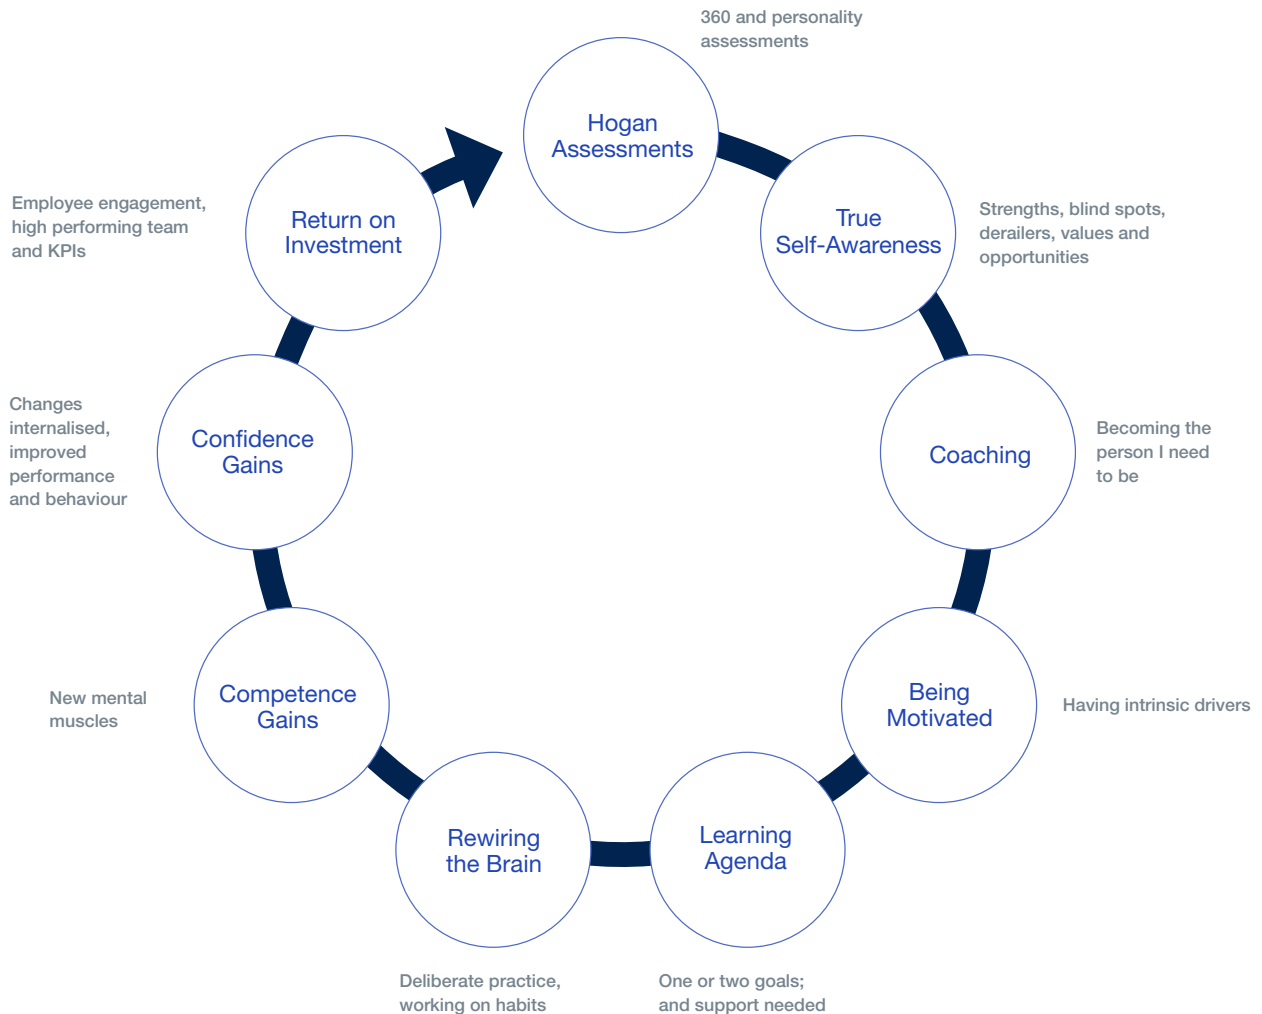 360 and personality
assessments
Hogan
Assessments
True
Self-Awareness
Strengths, blind spots,
derailers, values and
opportunities
Coaching
Becoming the
person I need
to be
Being
Motivated
Having intrinsic drivers
Learning
Agenda
One or two goals;
and support needed
Rewiring
the Brain
Deliberate practice,
working on habits
Competence
Gains
New mental
muscles
Confidence
Gains
Changes
internalised,
improved
performance
and behaviour
Return on
Investment
Employee engagement,
high performing team
and KPIs